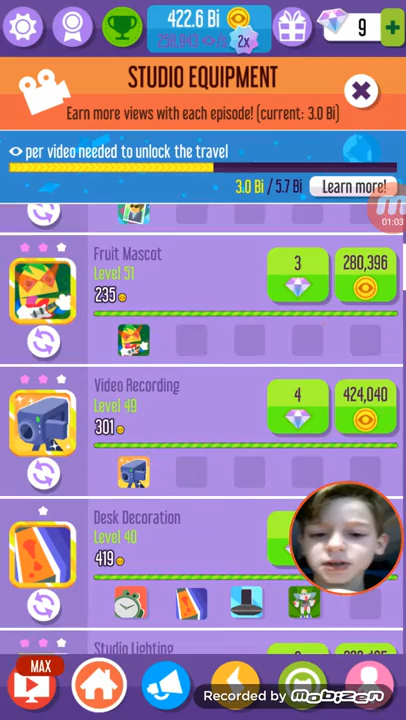 422.6 Bi
2x
9
STUDIO EQUIPMENT
Earn more views with each episode! (current: 3.0 Bi)
per video needed to unlock the travel
3.0 Bi / 5.7 Bi
Learn more!
01:03
Fruit Mascot
Level 51
235
3
280,396
Video Recording
Level 49
301
4
424,040
Desk Decoration
Level 40
419
Studio Lighting
MAX
Recorded by MOBIZEN